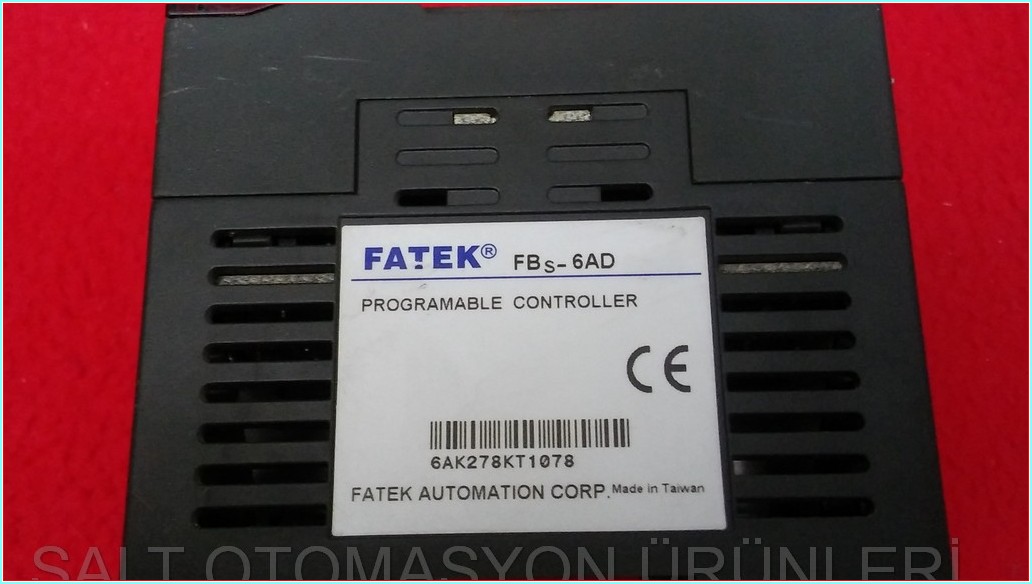 FATEK® FBs-6AD
PROGRAMABLE CONTROLLER
CE
6AK278KT1078
FATEK AUTOMATION CORP. Made in Taiwan
SALT OTOMASYON ÜRÜNLERİ